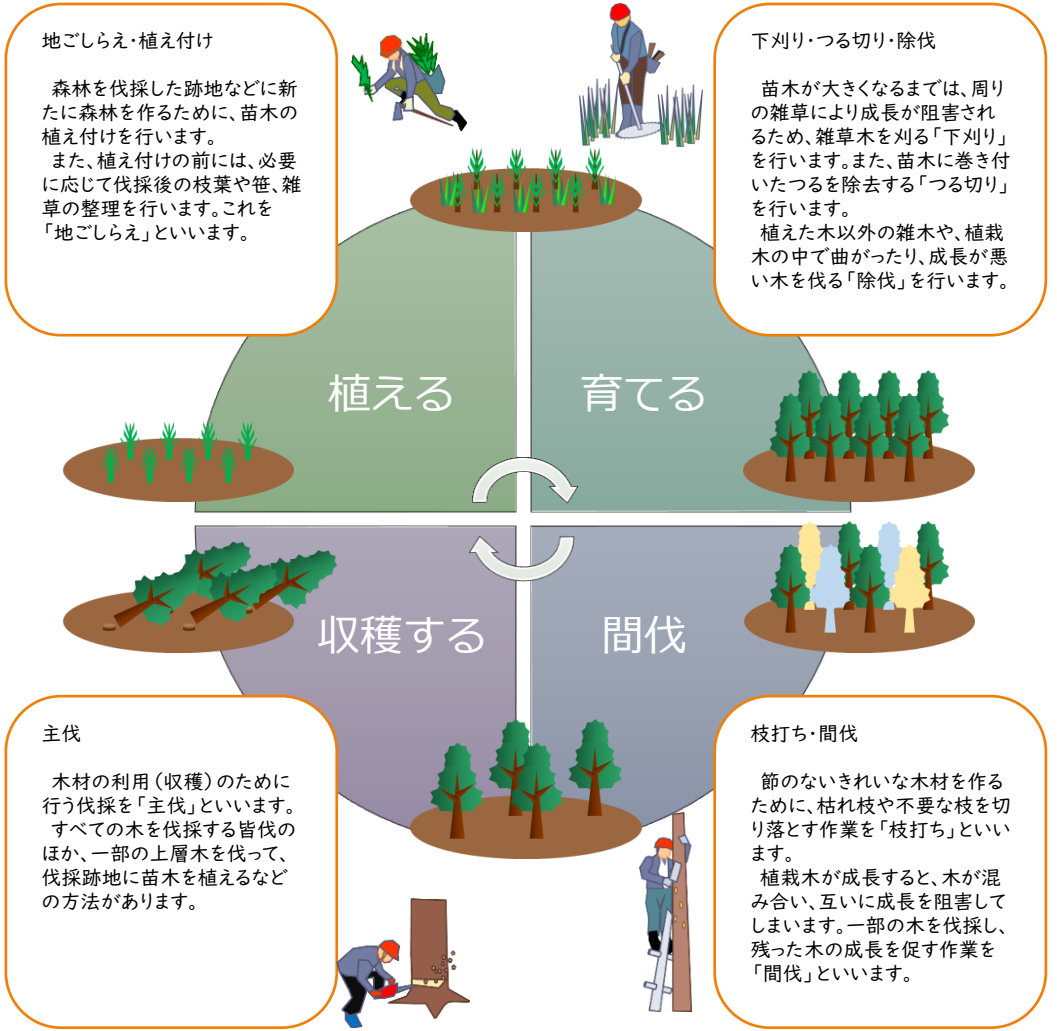 地ごしらえ・植え付け
森林を伐採した跡地などに新
たに森林を作るために、苗木の
植え付けを行います。
また、植え付けの前には、必要
に応じて伐採後の枝葉や笹、雑
草の整理を行います。これを
「地ごしらえ」といいます。
下刈り・つる切り・除伐
苗木が大きくなるまでは、周り
の雑草により成長が阻害され
るため、雑草木を刈る「下刈り」
を行います。また、苗木に巻き付
いたつるを除去する「つる切り」
を行います。
植えた木以外の雑木や、植栽
木の中で曲がったり、成長が悪
い木を伐る「除伐」を行います。
植える
育てる
収穫する
間伐
主伐
木材の利用(収穫)のために
行う伐採を「主伐」といいます。
すべての木を伐採する皆伐の
ほか、一部の上層木を伐って、
伐採跡地に苗木を植えるなど
の方法があります。
枝打ち・間伐
節のないきれいな木材を作る
ために、枯れ枝や不要な枝を切
り落とす作業を「枝打ち」といい
ます。
植栽木が成長すると、木が混
み合い、互いに成長を阻害して
しまいます。一部の木を伐採し、
残った木の成長を促す作業を
「間伐」といいます。